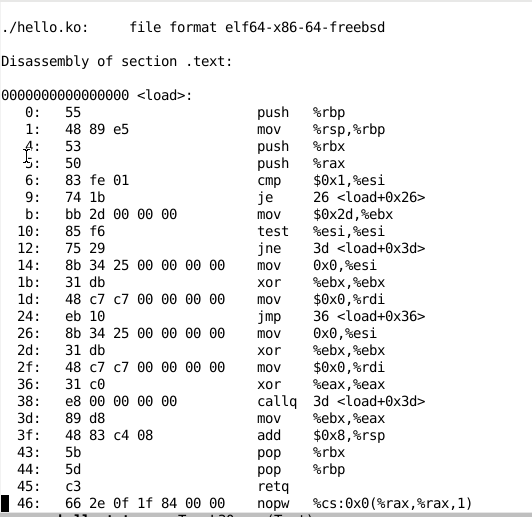 ./hello.ko:     file format elf64-x86-64-freebsd
Disassembly of section .text:
0000000000000000 <load>:
0: 55 push %rbp
1: 48 89 e5 mov %rsp,%rbp
4: 53 push %rbx
5: 50 push %rax
6: 83 fe 01 cmp $0x1,%esi
9: 74 1b je 26 <load+0x26>
b: bb 2d 00 00 00 mov $0x2d,%ebx
10: 85 f6 test %esi,%esi
12: 75 29 jne 3d <load+0x3d>
14: 8b 34 25 00 00 00 00 mov 0x0,%esi
1b: 31 db xor %ebx,%ebx
1d: 48 c7 c7 00 00 00 00 mov $0x0,%rdi
24: eb 10 jmp 36 <load+0x36>
26: 8b 34 25 00 00 00 00 mov 0x0,%esi
2d: 31 db xor %ebx,%ebx
2f: 48 c7 c7 00 00 00 00 mov $0x0,%rdi
36: 31 c0 xor %eax,%eax
38: e8 00 00 00 00 callq 3d <load+0x3d>
3d: 89 d8 mov %ebx,%eax
3f: 48 83 c4 08 add $0x8,%rsp
43: 5b pop %rbx
44: 5d pop %rbp
45: c3 retq
46: 66 2e 0f 1f 84 00 00 nopw %cs:0x0(%rax,%rax,1)